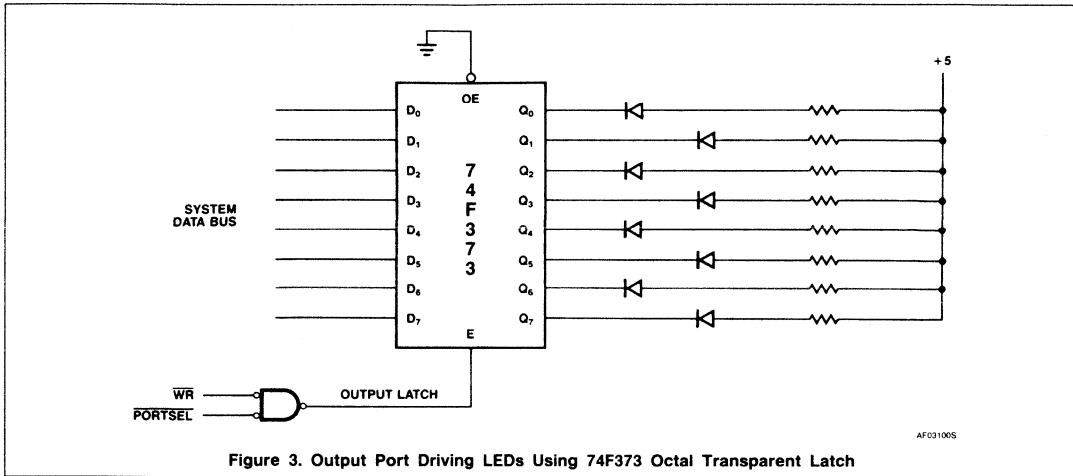 +5
OE
D₀ Q₀
D₁ Q₁
D₂ 7 Q₂
4
D₃ F Q₃
SYSTEM
DATA BUS
3
D₄ Q₄
7
D₅ 3 Q₅
D₆ Q₆
D₇ Q₇
E
WR
PORTSEL
OUTPUT LATCH
AF03100S
Figure 3. Output Port Driving LEDs Using 74F373 Octal Transparent Latch